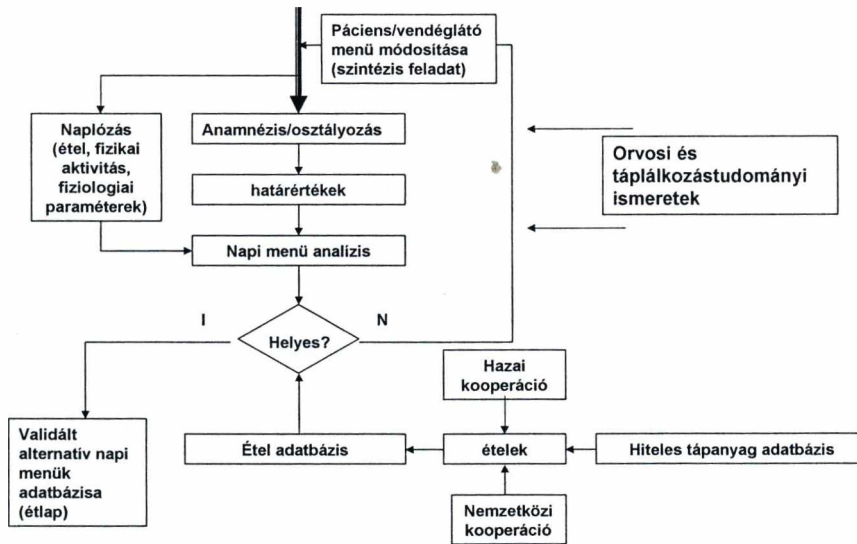 Páciens/vendéglátó
menü módosítása
(szintézis feladat)
Naplózás
(étel, fizikai
aktivitás,
fiziologiai
paraméterek)
Anamnézis/osztályozás
határértékek
Napi menü analízis
Orvosi és
táplálkozástudományi
ismeretek
I
N
Helyes?
Hazai
kooperáció
Validált
alternatív napi
menük
adatbázisa
(étlap)
Étel adatbázis
ételek
Hiteles tápanyag adatbázis
Nemzetközi
kooperáció